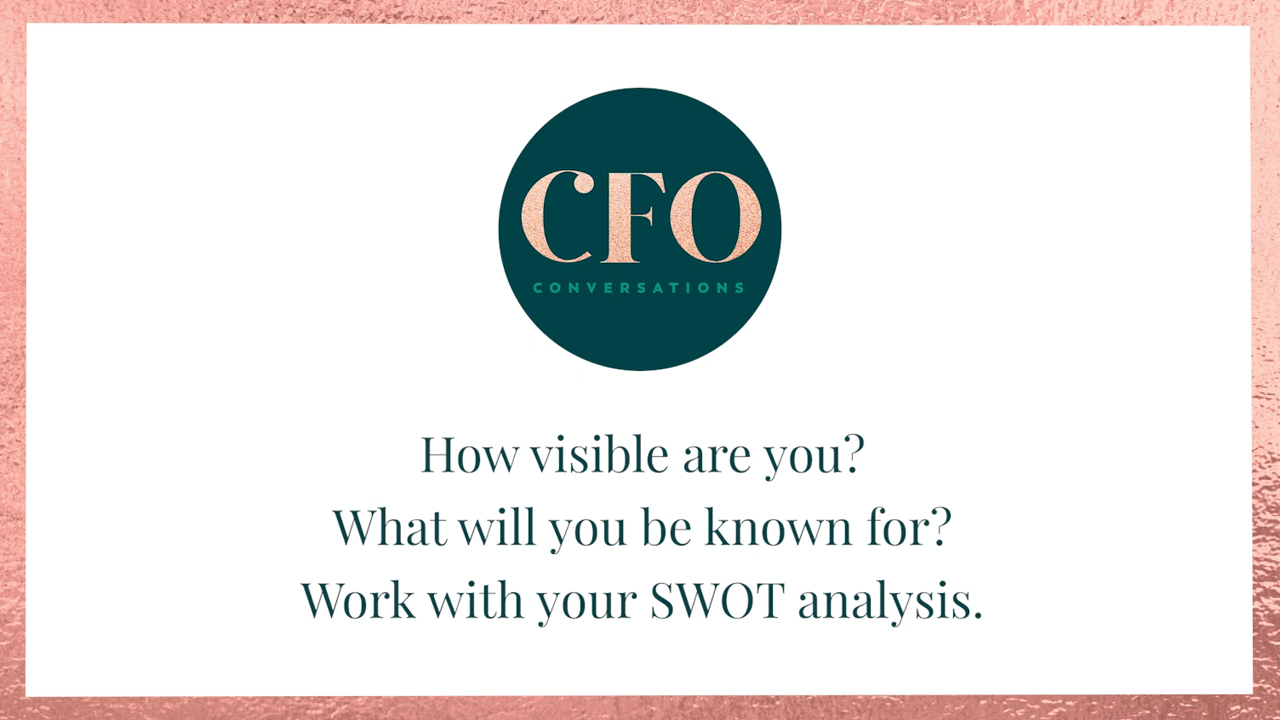 CFO
CONVERSATIONS
How visible are you?
What will you be known for?
Work with your SWOT analysis.